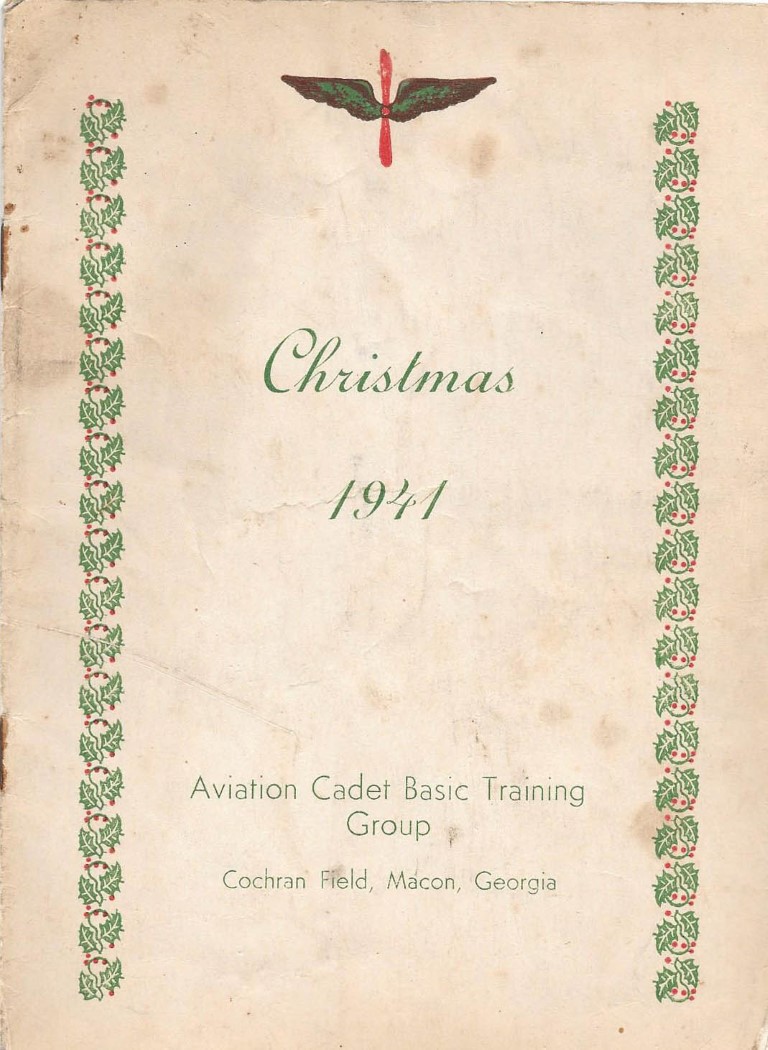 Christmas
1941
Aviation Cadet Basic Training
Group
Cochran Field, Macon, Georgia